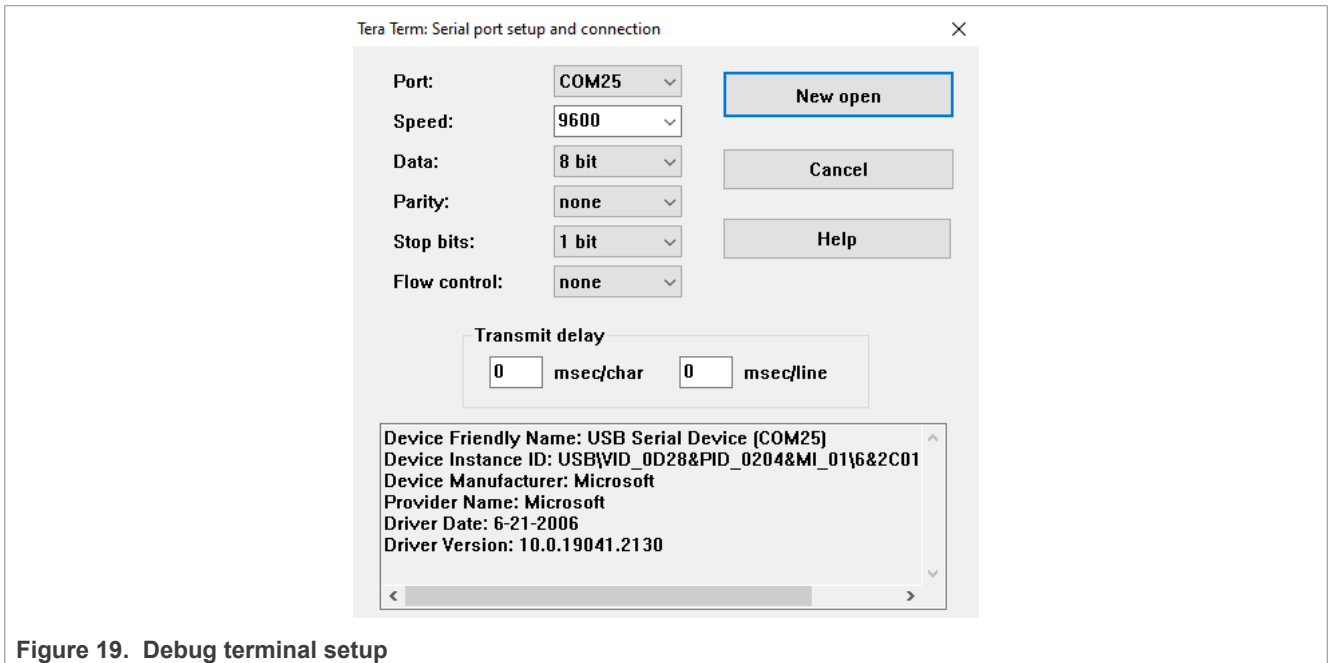 Tera Term: Serial port setup and connection
Port: COM25
New open
Speed: 9600
Data: 8 bit
Cancel
Parity: none
Stop bits: 1 bit
Help
Flow control: none
Transmit delay
0 msec/char 0 msec/line
Device Friendly Name: USB Serial Device (COM25)
Device Instance ID: USB\VID_0D28&PID_0204&MI_01\6&2C01
Device Manufacturer: Microsoft
Provider Name: Microsoft
Driver Date: 6-21-2006
Driver Version: 10.0.19041.2130
Figure 19. Debug terminal setup